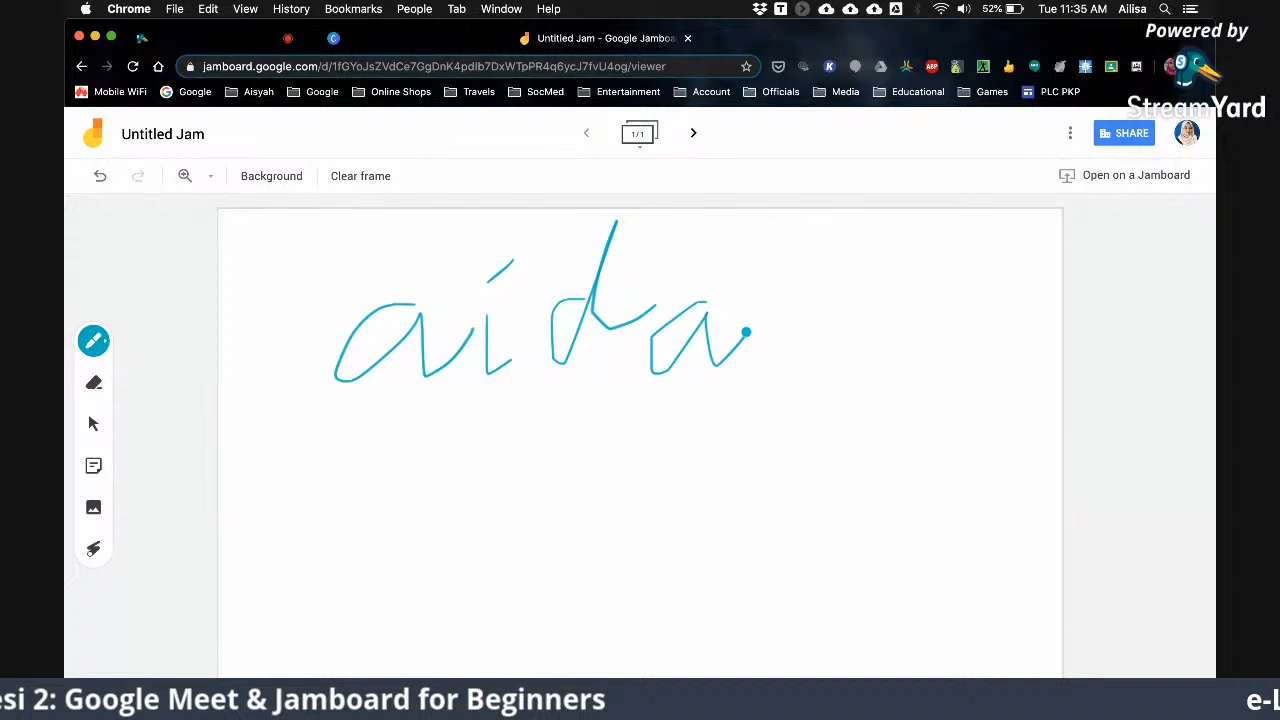 Chrome File Edit View History Bookmarks People Tab Window Help 52% Tue 11:35 AM Ailisa
Powered by
StreamYard
Untitled Jam - Google Jamboa
jamboard.google.com/d/1fGYoJsZVdCe7GgDnK4pdIb7DxWTpPR4q6ycJ7fvU4og/viewer
Mobile WiFi Google Aisyah Google Online Shops Travels SocMed Entertainment Account Officials Media Educational Games PLC PKP
Untitled Jam 1/1 SHARE
Background Clear frame Open on a Jamboard
aida
esi 2: Google Meet & Jamboard for Beginners e-L